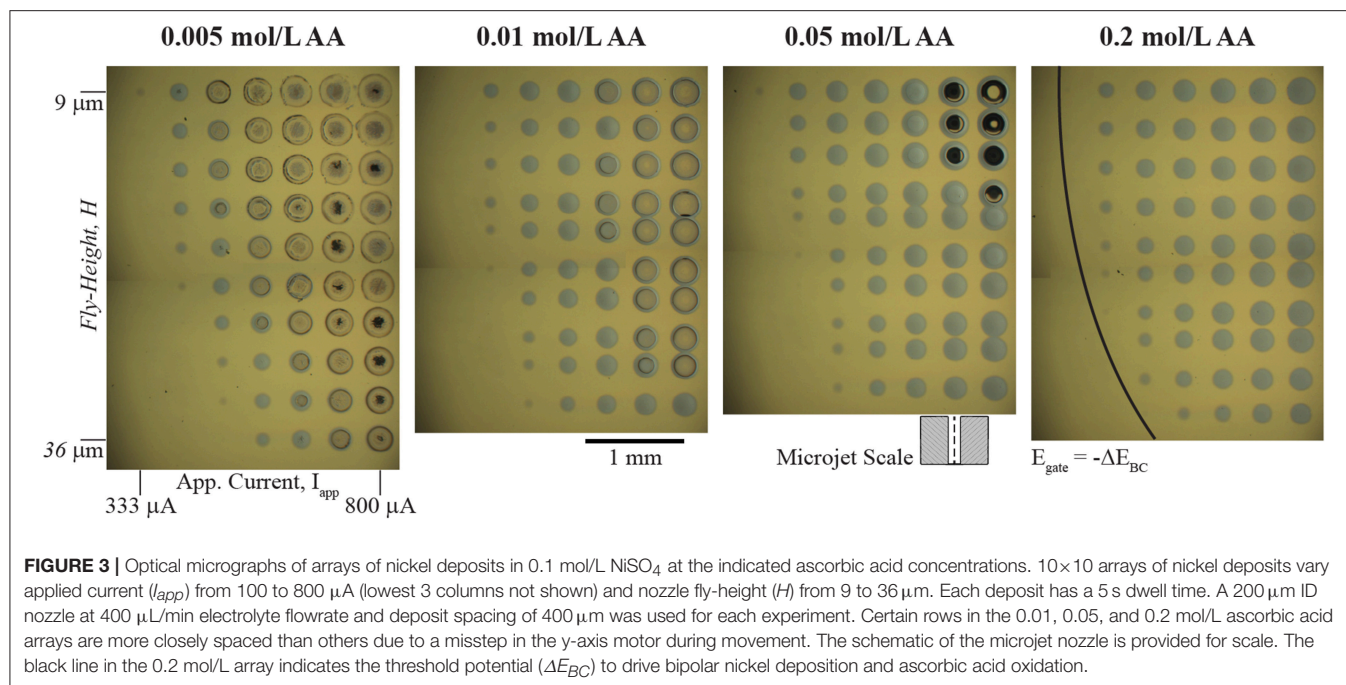 0.005 mol/L AA
0.01 mol/L AA
0.05 mol/L AA
0.2 mol/L AA
9 μm
Fly-Height, H
36 μm
App. Current, I_app
333 μA
800 μA
1 mm
Microjet Scale
E_gate = -ΔE_BC
FIGURE 3 | Optical micrographs of arrays of nickel deposits in 0.1 mol/L NiSO₄ at the indicated ascorbic acid concentrations. 10×10 arrays of nickel deposits vary
applied current (I_app) from 100 to 800 μA (lowest 3 columns not shown) and nozzle fly-height (H) from 9 to 36 μm. Each deposit has a 5 s dwell time. A 200 μm ID
nozzle at 400 μL/min electrolyte flowrate and deposit spacing of 400 μm was used for each experiment. Certain rows in the 0.01, 0.05, and 0.2 mol/L ascorbic acid
arrays are more closely spaced than others due to a misstep in the y-axis motor during movement. The schematic of the microjet nozzle is provided for scale. The
black line in the 0.2 mol/L array indicates the threshold potential (ΔE_BC) to drive bipolar nickel deposition and ascorbic acid oxidation.